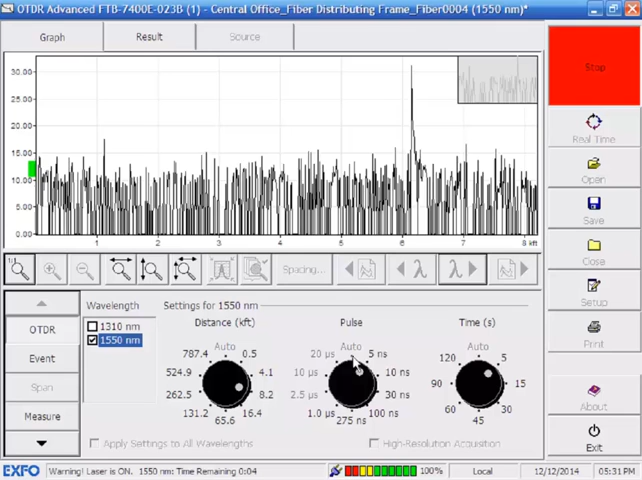 OTDR Advanced FTB-7400E-023B (1) - Central Office_Fiber Distributing Frame_Fiber0004 (1550 nm)*
Graph Result Source
Stop
30.00
25.00
20.00
15.00
10.00
5.00
0.00
1 2 3 4 5 6 7 8 kft
Real Time
Open
Save
Close
Setup
Print
About
Exit
1:1
Spacing...
λ λ
OTDR
Event
Span
Measure
Wavelength
1310 nm
1550 nm
Settings for 1550 nm
Distance (kft)
Auto
787.4 0.5
524.9 4.1
262.5 8.2
131.2 16.4
65.6
Pulse
Auto
20 µs 5 ns
10 µs 10 ns
2.5 µs 30 ns
1.0 µs 100 ns
275 ns
Time (s)
Auto
120 5
90 15
60 30
45
Apply Settings to All Wavelengths
High-Resolution Acquisition
EXFO Warning! Laser is ON. 1550 nm: Time Remaining 0:04 100% Local 12/12/2014 05:31 PM